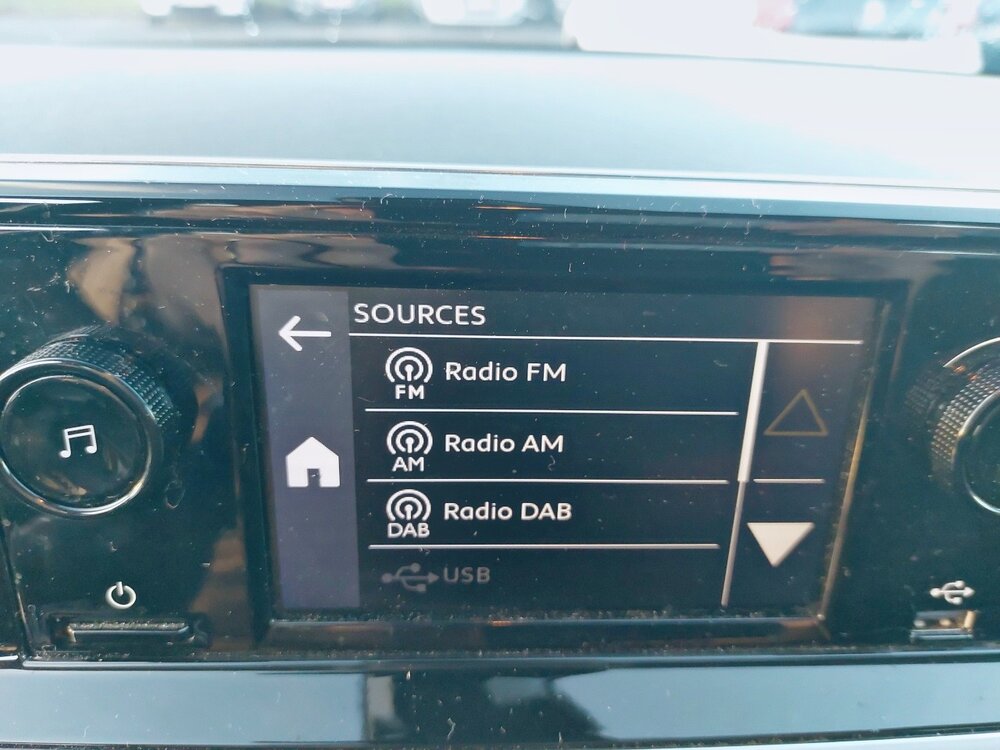 SOURCES
FM Radio FM
AM Radio AM
DAB Radio DAB
USB